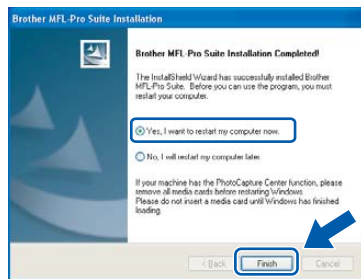 Brother MFL-Pro Suite Installation
Brother MFL-Pro Suite Installation Completed!
The InstallShield Wizard has successfully installed Brother
MFL-Pro Suite. Before you can use the program, you must
restart your computer.
Yes, I want to restart my computer now.
No, I will restart my computer later.
If your machine has the PhotoCapture Center function, please
remove all media cards before restarting Windows.
Please do not insert a media card until Windows has finished
loading.
< Back
Finish
Cancel